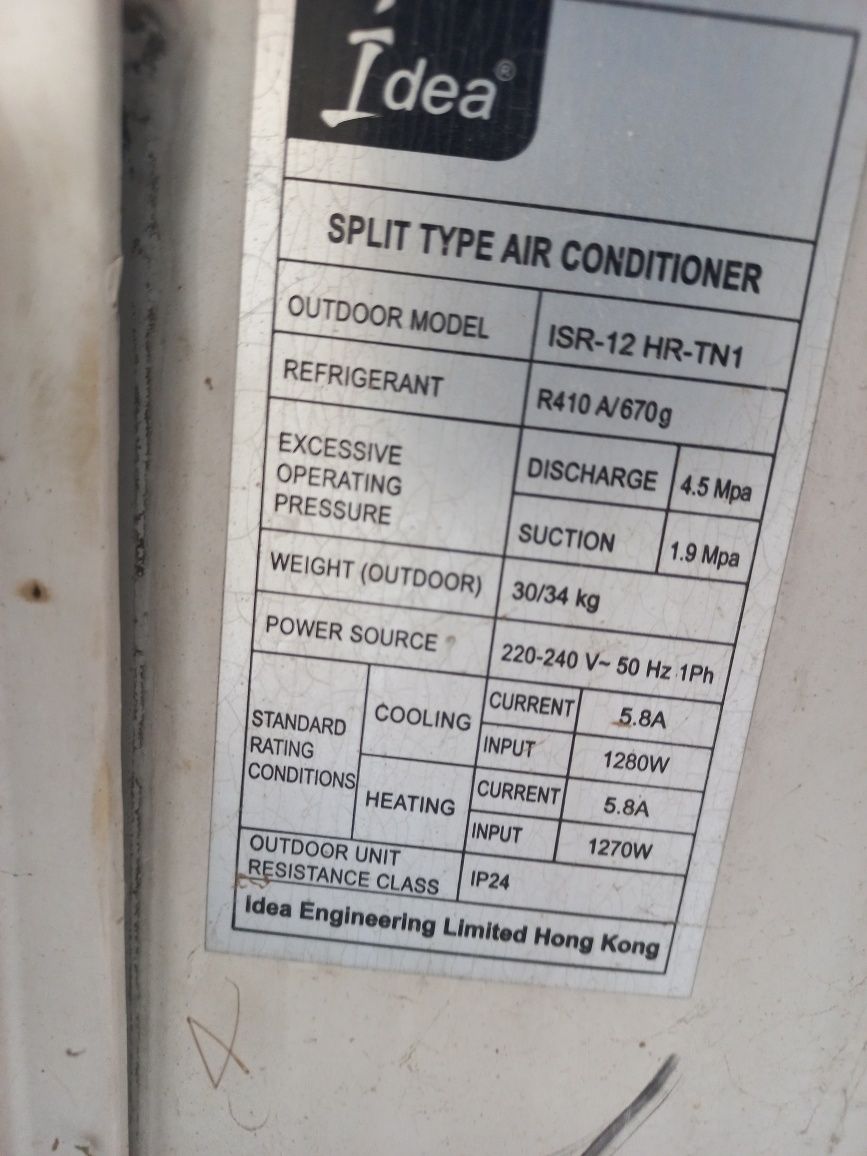 Idea®
SPLIT TYPE AIR CONDITIONER
OUTDOOR MODEL ISR-12 HR-TN1
REFRIGERANT R410 A/670g
EXCESSIVE
OPERATING
PRESSURE
DISCHARGE 4.5 Mpa
SUCTION 1.9 Mpa
WEIGHT (OUTDOOR) 30/34 kg
POWER SOURCE 220-240 V~ 50 Hz 1Ph
STANDARD
RATING
CONDITIONS
COOLING
CURRENT 5.8A
INPUT 1280W
HEATING
CURRENT 5.8A
INPUT 1270W
OUTDOOR UNIT
RESISTANCE CLASS
IP24
Idea Engineering Limited Hong Kong